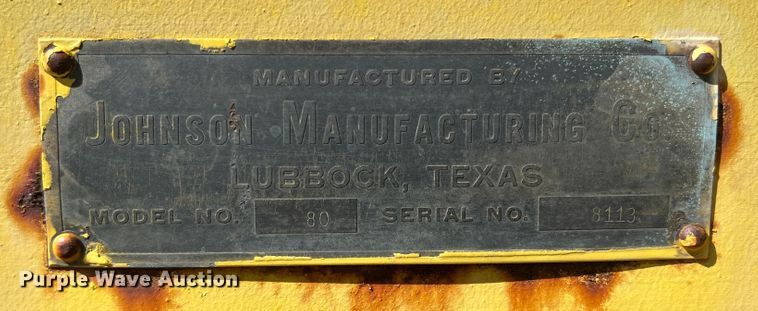 MANUFACTURED BY
JOHNSON MANUFACTURING CO.
LUBBOCK, TEXAS
MODEL NO. 80 SERIAL NO. 8113
Purple Wave Auction